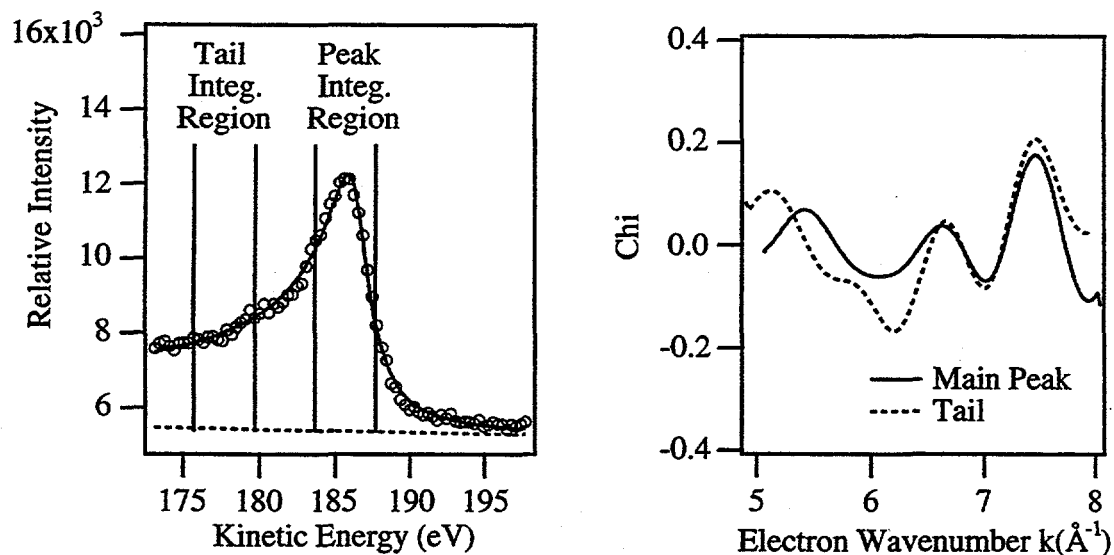 16x10³
14
12
10
8
6
Relative Intensity
Tail
Integ.
Region
Peak
Integ.
Region
175
180
185
190
195
Kinetic Energy (eV)
0.4
0.2
0.0
-0.2
-0.4
Chi
Main Peak
Tail
5
6
7
8
Electron Wavenumber k(Å⁻¹)